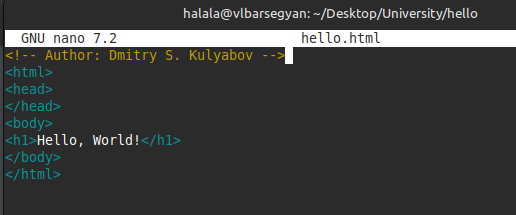 halala@vlbarsegyan:~/Desktop/University/hello
GNU nano 7.2 hello.html
<!-- Author: Dmitry S. Kulyabov -->
<html>
<head>
</head>
<body>
<h1>Hello, World!</h1>
</body>
</html>